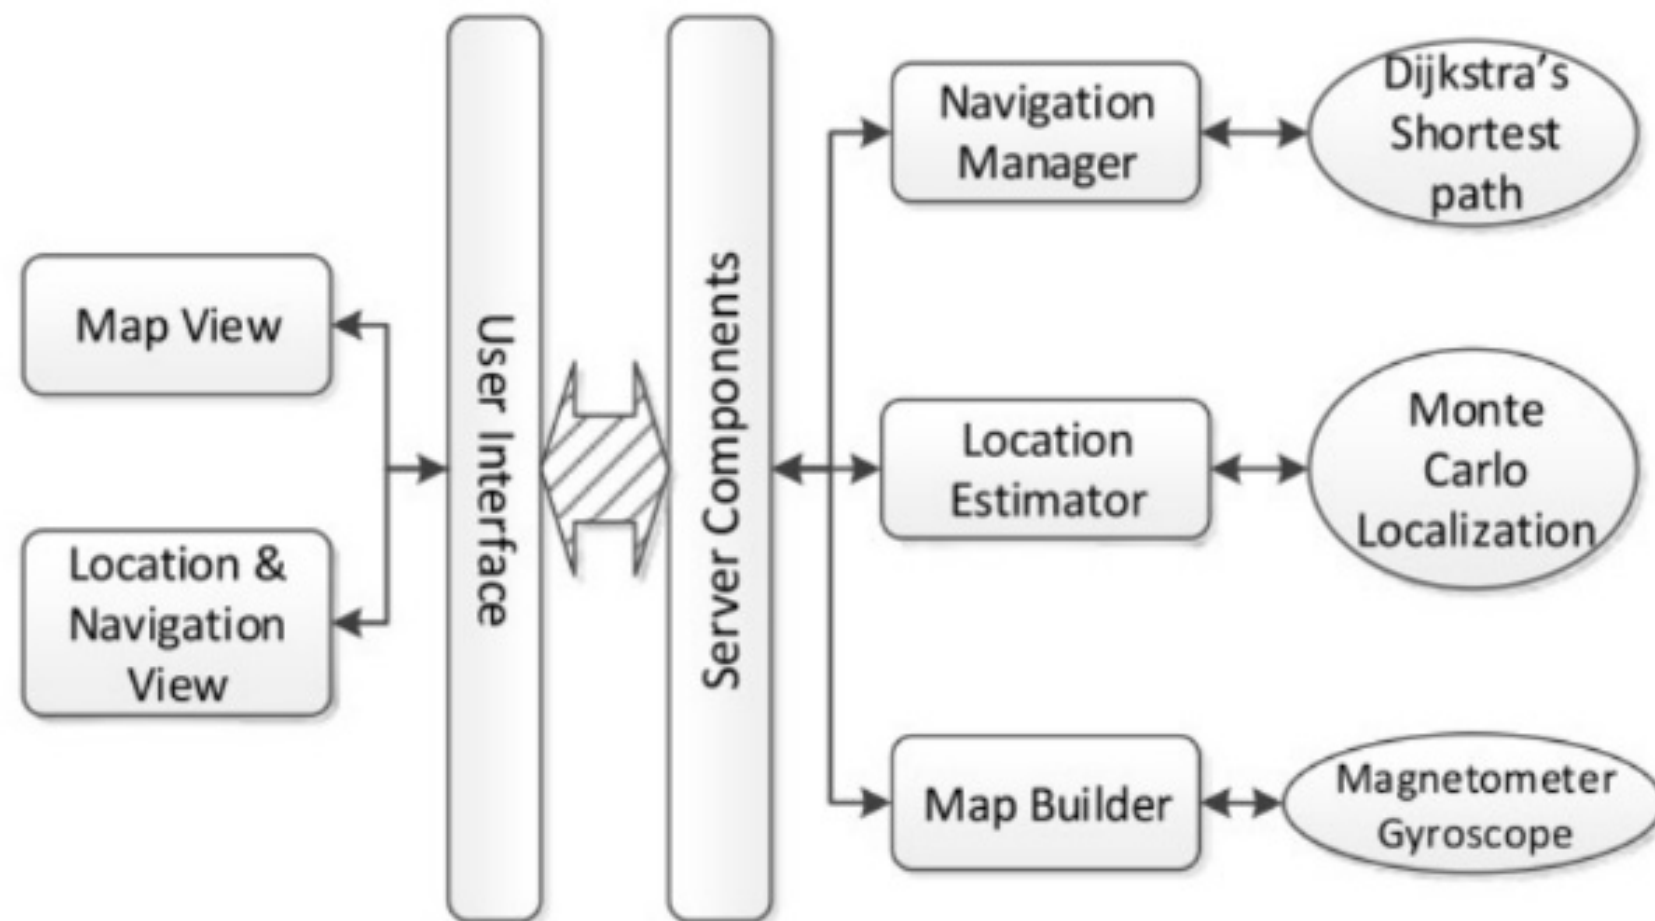 Map View
Location &
Navigation
View
User Interface
Server Components
Navigation
Manager
Dijkstra's
Shortest
path
Location
Estimator
Monte
Carlo
Localization
Map Builder
Magnetometer
Gyroscope